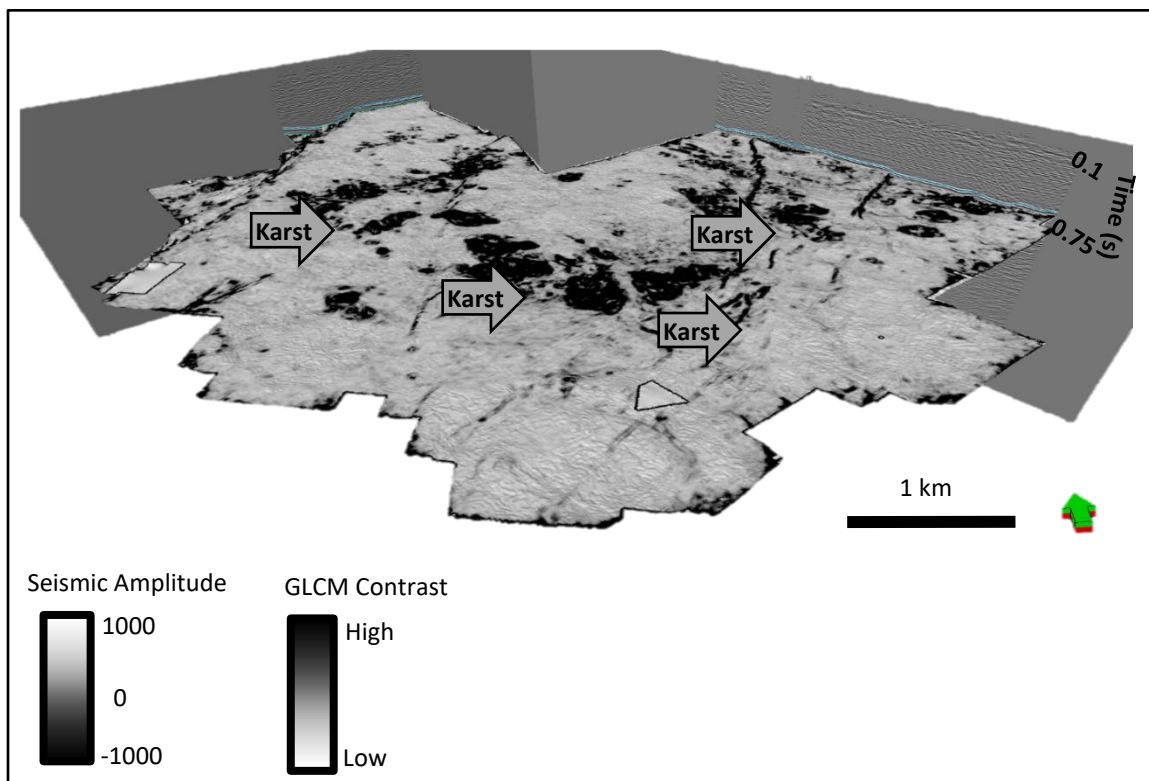 0.1
Time (s)
0.75
Karst
Karst
Karst
Karst
1 km
Seismic Amplitude
1000
0
-1000
GLCM Contrast
High
Low